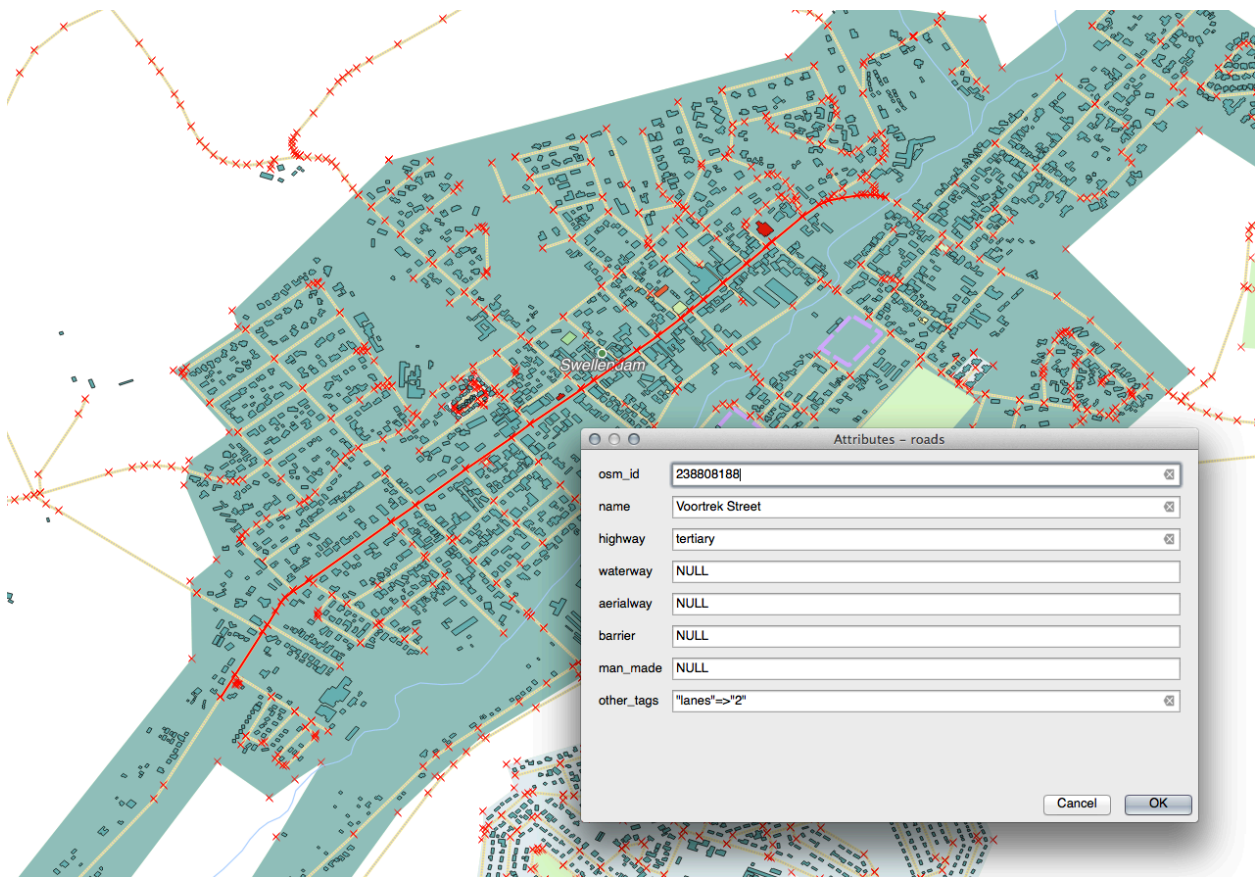 Swellendam
Attributes – roads
osm_id 238808188
name Voortrek Street
highway tertiary
waterway NULL
aerialway NULL
barrier NULL
man_made NULL
other_tags "lanes"=>"2"
Cancel OK